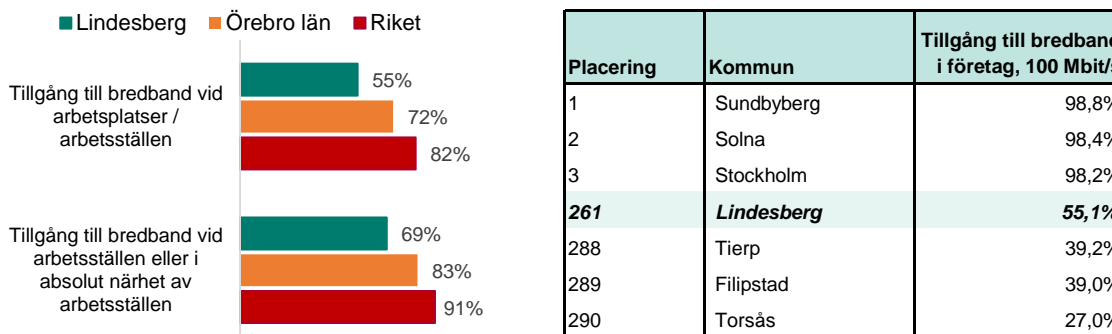 Lindesberg Örebro län Riket
Tillgång till bredband vid
arbetsplatser /
arbetsställen
55%
72%
82%
Tillgång till bredband vid
arbetsställen eller i
absolut närhet av
arbetsställen
69%
83%
91%
Placering Kommun Tillgång till bredband
i företag, 100 Mbit/s
1 Sundbyberg 98,8%
2 Solna 98,4%
3 Stockholm 98,2%
261 Lindesberg 55,1%
288 Tierp 39,2%
289 Filipstad 39,0%
290 Torsås 27,0%